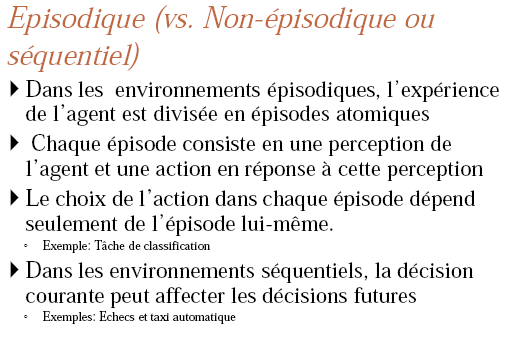 Episodique (vs. Non-épisodique ou
séquentiel)
Dans les environnements épisodiques, l'expérience
de l'agent est divisée en épisodes atomiques
Chaque épisode consiste en une perception de
l'agent et une action en réponse à cette perception
Le choix de l'action dans chaque épisode dépend
seulement de l'épisode lui-même.
Exemple: Tâche de classification
Dans les environnements séquentiels, la décision
courante peut affecter les décisions futures
Exemples: Echecs et taxi automatique